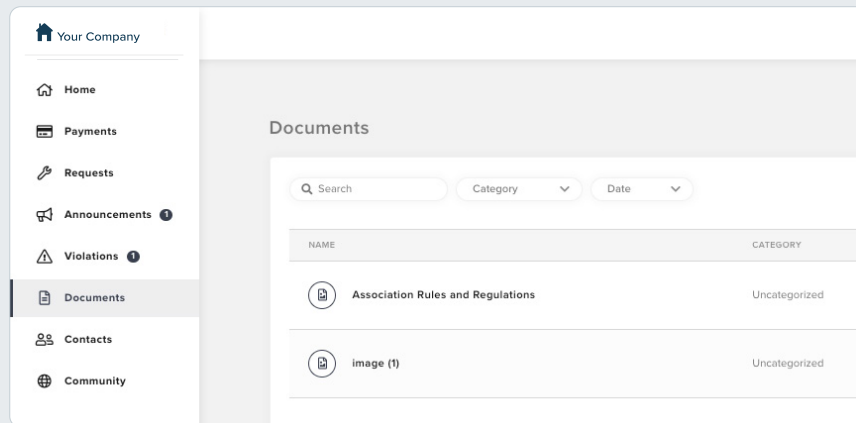 Your Company
Home
Payments
Requests
Announcements 1
Violations 1
Documents
Contacts
Community
Documents
Search Category Date
NAME CATEGORY
Association Rules and Regulations Uncategorized
image (1) Uncategorized